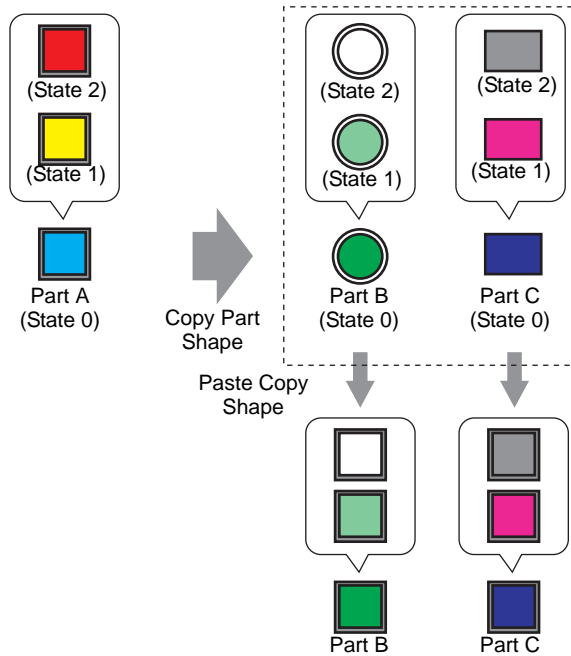 (State 2)
(State 1)
Part A
(State 0)
Copy Part
Shape
(State 2)
(State 1)
Part B
(State 0)
(State 2)
(State 1)
Part C
(State 0)
Paste Copy
Shape
Part B
Part C